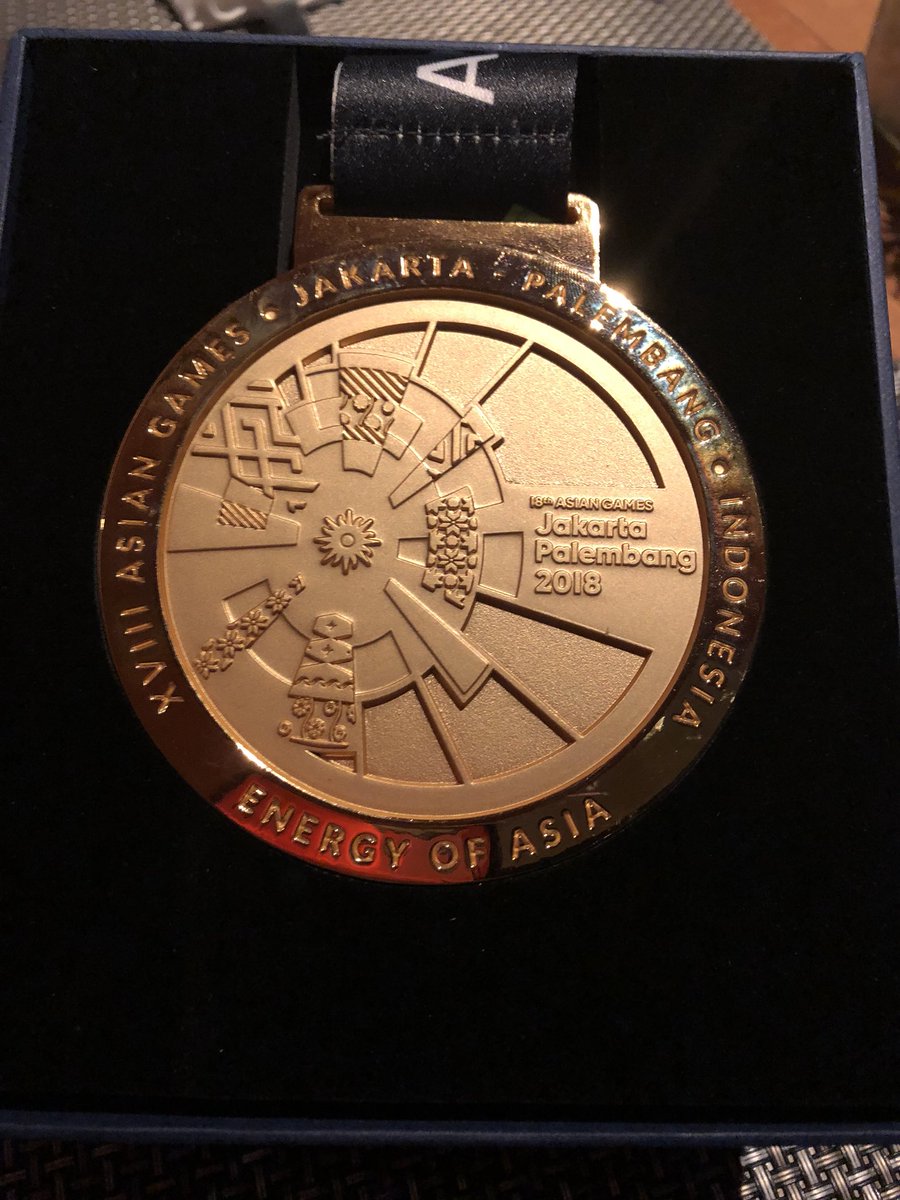 A
XVIII ASIAN GAMES • JAKARTA - PALEMBANG • INDONESIA
18th ASIAN GAMES
Jakarta
Palembang
2018
ENERGY OF ASIA